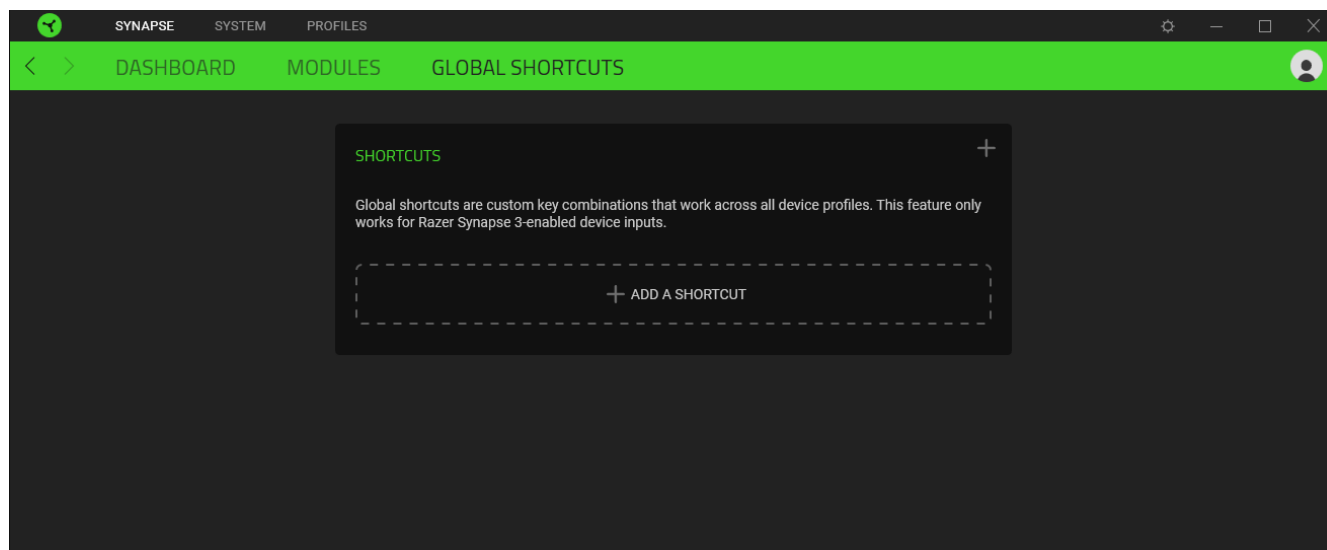 SYNAPSE SYSTEM PROFILES
DASHBOARD MODULES GLOBAL SHORTCUTS
SHORTCUTS
Global shortcuts are custom key combinations that work across all device profiles. This feature only
works for Razer Synapse 3-enabled device inputs.
ADD A SHORTCUT